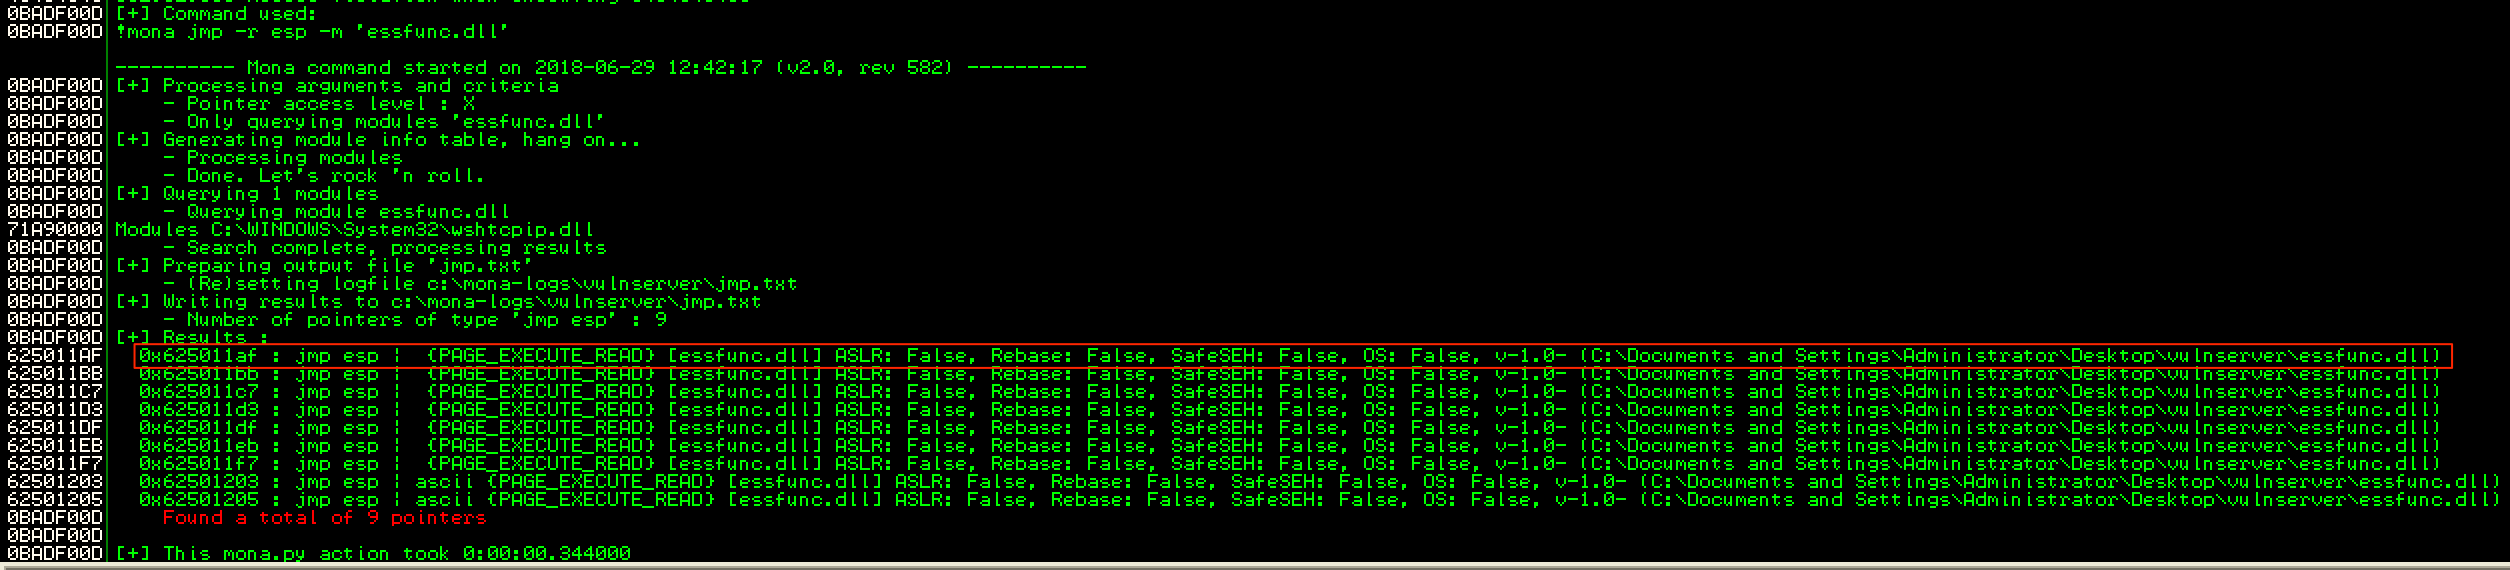 0BADF00D [+] Command used:
0BADF00D !mona jmp -r esp -m 'essfunc.dll'
---------- Mona command started on 2018-06-29 12:42:17 (v2.0, rev 582) ----------
0BADF00D [+] Processing arguments and criteria
0BADF00D - Pointer access level : X
0BADF00D - Only querying modules 'essfunc.dll'
0BADF00D [+] Generating module info table, hang on...
0BADF00D - Processing modules
0BADF00D - Done. Let's rock 'n roll.
0BADF00D [+] Querying 1 modules
0BADF00D - Querying module essfunc.dll
71A90000 Modules C:\WINDOWS\System32\wshtcpip.dll
0BADF00D - Search complete, processing results
0BADF00D [+] Preparing output file 'jmp.txt'
0BADF00D - (Re)setting logfile c:\mona-logs\vulnserver\jmp.txt
0BADF00D [+] Writing results to c:\mona-logs\vulnserver\jmp.txt
0BADF00D - Number of pointers of type 'jmp esp' : 9
0BADF00D [+] Results :
625011AF 0x625011af : jmp esp | {PAGE_EXECUTE_READ} [essfunc.dll] ASLR: False, Rebase: False, SafeSEH: False, OS: False, v-1.0- (C:\Documents and Settings\Administrator\Desktop\vulnserver\essfunc.dll)
625011BB 0x625011bb : jmp esp | {PAGE_EXECUTE_READ} [essfunc.dll] ASLR: False, Rebase: False, SafeSEH: False, OS: False, v-1.0- (C:\Documents and Settings\Administrator\Desktop\vulnserver\essfunc.dll)
625011C7 0x625011c7 : jmp esp | {PAGE_EXECUTE_READ} [essfunc.dll] ASLR: False, Rebase: False, SafeSEH: False, OS: False, v-1.0- (C:\Documents and Settings\Administrator\Desktop\vulnserver\essfunc.dll)
625011D3 0x625011d3 : jmp esp | {PAGE_EXECUTE_READ} [essfunc.dll] ASLR: False, Rebase: False, SafeSEH: False, OS: False, v-1.0- (C:\Documents and Settings\Administrator\Desktop\vulnserver\essfunc.dll)
625011DF 0x625011df : jmp esp | {PAGE_EXECUTE_READ} [essfunc.dll] ASLR: False, Rebase: False, SafeSEH: False, OS: False, v-1.0- (C:\Documents and Settings\Administrator\Desktop\vulnserver\essfunc.dll)
625011EB 0x625011eb : jmp esp | {PAGE_EXECUTE_READ} [essfunc.dll] ASLR: False, Rebase: False, SafeSEH: False, OS: False, v-1.0- (C:\Documents and Settings\Administrator\Desktop\vulnserver\essfunc.dll)
625011F7 0x625011f7 : jmp esp | {PAGE_EXECUTE_READ} [essfunc.dll] ASLR: False, Rebase: False, SafeSEH: False, OS: False, v-1.0- (C:\Documents and Settings\Administrator\Desktop\vulnserver\essfunc.dll)
62501203 0x62501203 : jmp esp | ascii {PAGE_EXECUTE_READ} [essfunc.dll] ASLR: False, Rebase: False, SafeSEH: False, OS: False, v-1.0- (C:\Documents and Settings\Administrator\Desktop\vulnserver\essfunc.dll)
62501205 0x62501205 : jmp esp | ascii {PAGE_EXECUTE_READ} [essfunc.dll] ASLR: False, Rebase: False, SafeSEH: False, OS: False, v-1.0- (C:\Documents and Settings\Administrator\Desktop\vulnserver\essfunc.dll)
0BADF00D Found a total of 9 pointers
0BADF00D
0BADF00D [+] This mona.py action took 0:00:00.344000